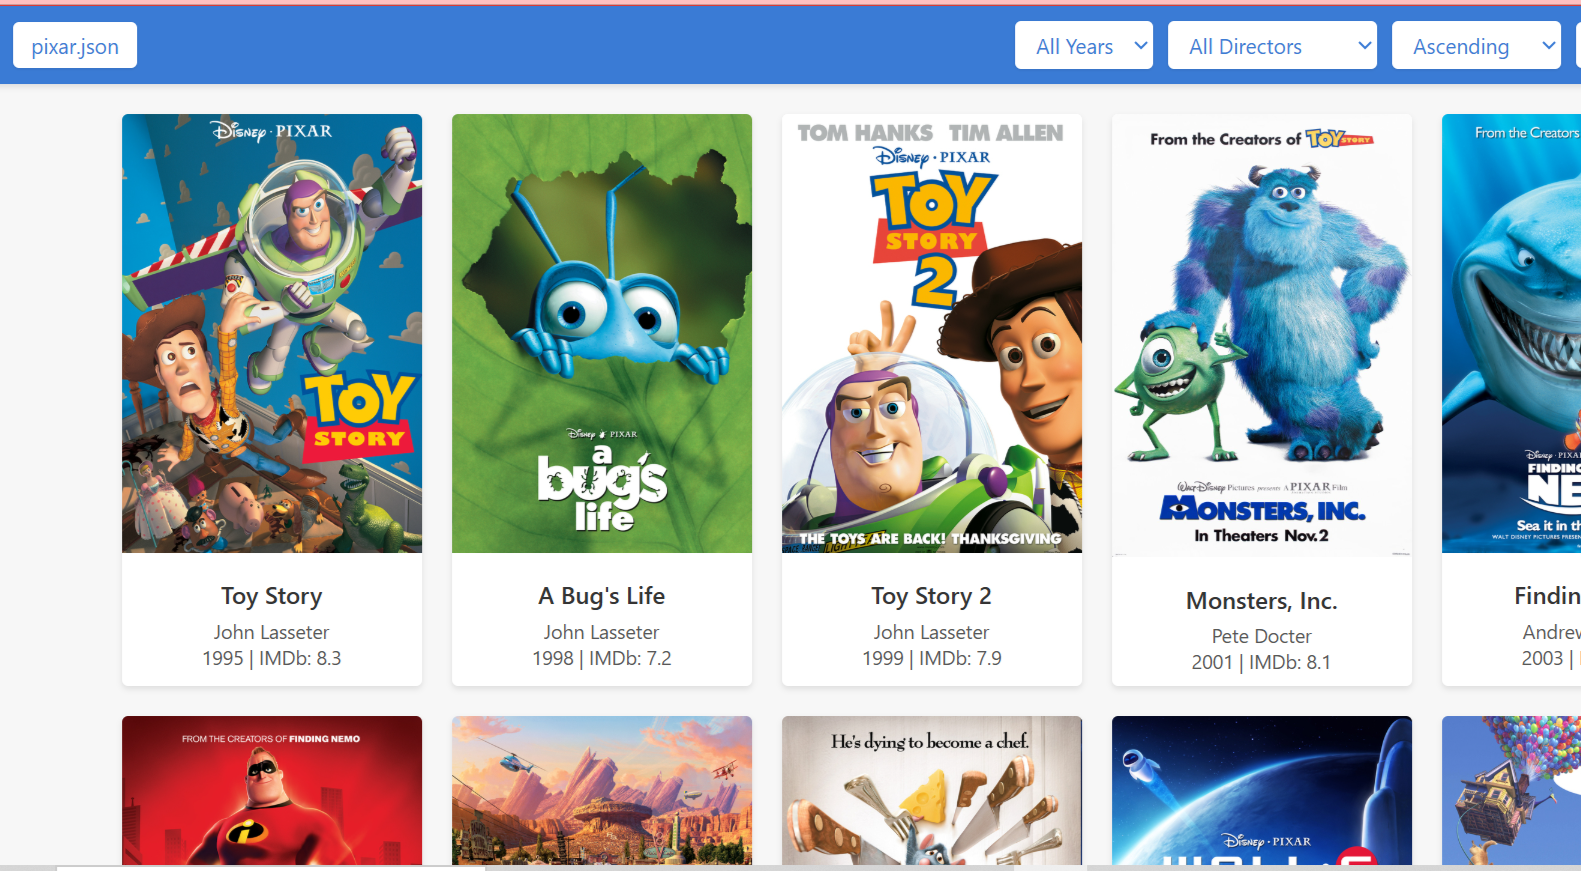 pixar.json
All Years
All Directors
Ascending
Disney · PIXAR
TOY
STORY
Disney PIXAR
a
bug's
life
TOM HANKS TIM ALLEN
Disney · PIXAR
TOY
STORY
2
THE TOYS ARE BACK! THANKSGIVING
From the Creators of TOY STORY
Walt Disney Pictures presents A PIXAR Film
MONSTERS, INC.
In Theaters Nov.2
From the Creators
Disney · PIXA
FINDING
NE
Sea it in th
WALT DISNEY PICTURES PRESEN
Toy Story
John Lasseter
1995 | IMDb: 8.3
A Bug's Life
John Lasseter
1998 | IMDb: 7.2
Toy Story 2
John Lasseter
1999 | IMDb: 7.9
Monsters, Inc.
Pete Docter
2001 | IMDb: 8.1
Findin
Andrew
2003 |
FROM THE CREATORS OF FINDING NEMO
He's dying to become a chef.
Disney · PIXAR
WALL·E